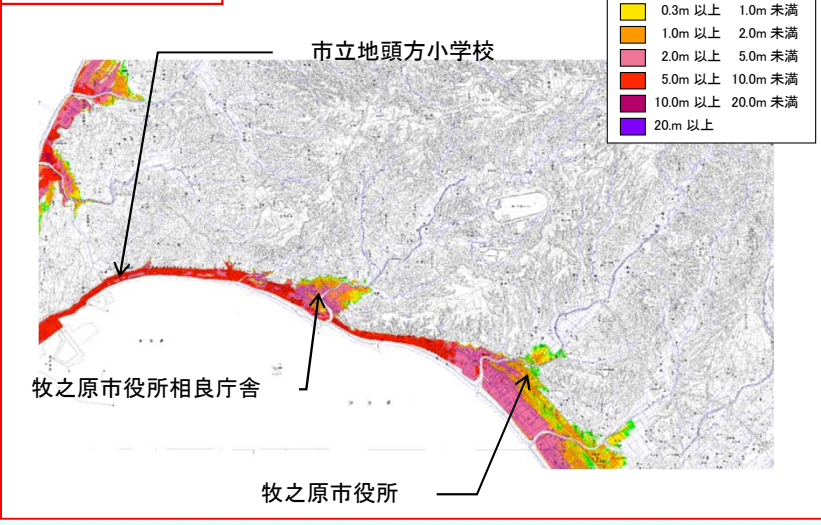 0.3m 以上 1.0m 未満
1.0m 以上 2.0m 未満
2.0m 以上 5.0m 未満
5.0m 以上 10.0m 未満
10.0m 以上 20.0m 未満
20.m 以上
市立地頭方小学校
牧之原市役所相良庁舎
牧之原市役所